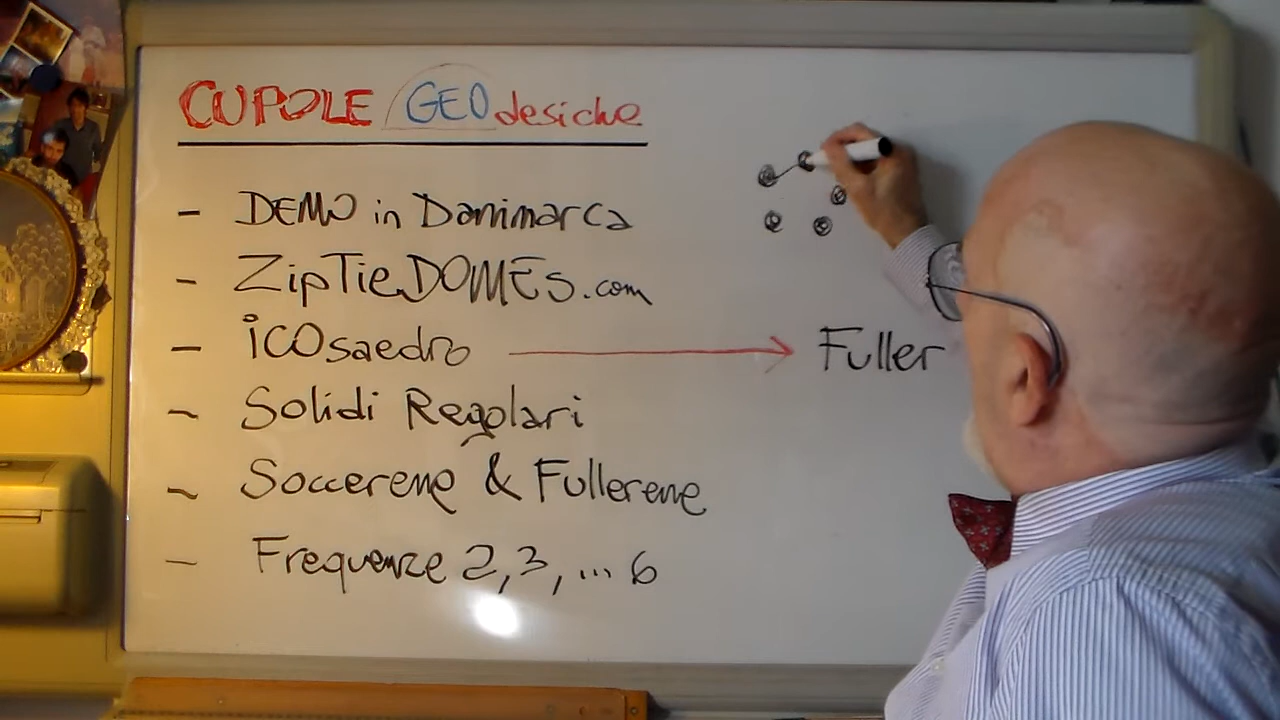 CUPOLE GEOdesiche
- DEMO in Danimarca
- ZipTieDOMES.com
- iCOsaedro → Fuller
- Solidi Regolari
- Soccerene & Fullerene
- Frequenze 2,3, ... 6